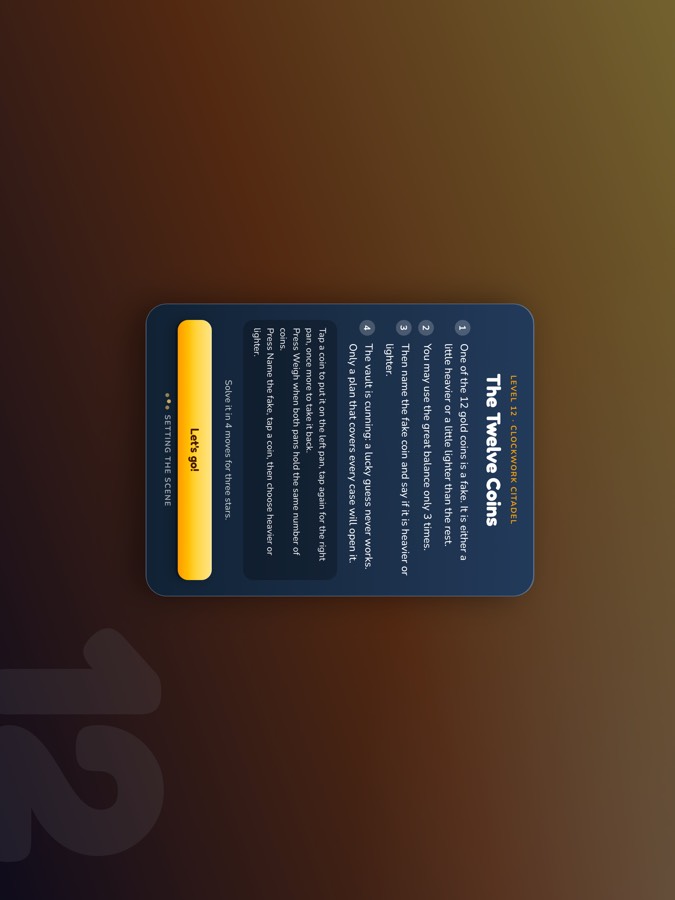 LEVEL 12 · CLOCKWORK CITADEL
The Twelve Coins
1 One of the 12 gold coins is a fake. It is either a
little heavier or a little lighter than the rest.
2 You may use the great balance only 3 times.
3 Then name the fake coin and say if it is heavier or
lighter.
4 The vault is cunning: a lucky guess never works.
Only a plan that covers every case will open it.
Tap a coin to put it on the left pan, tap again for the right
pan, once more to take it back.
Press Weigh when both pans hold the same number of
coins.
Press Name the fake, tap a coin, then choose heavier or
lighter.
Solve it in 4 moves for three stars.
Let's go!
SETTING THE SCENE
12